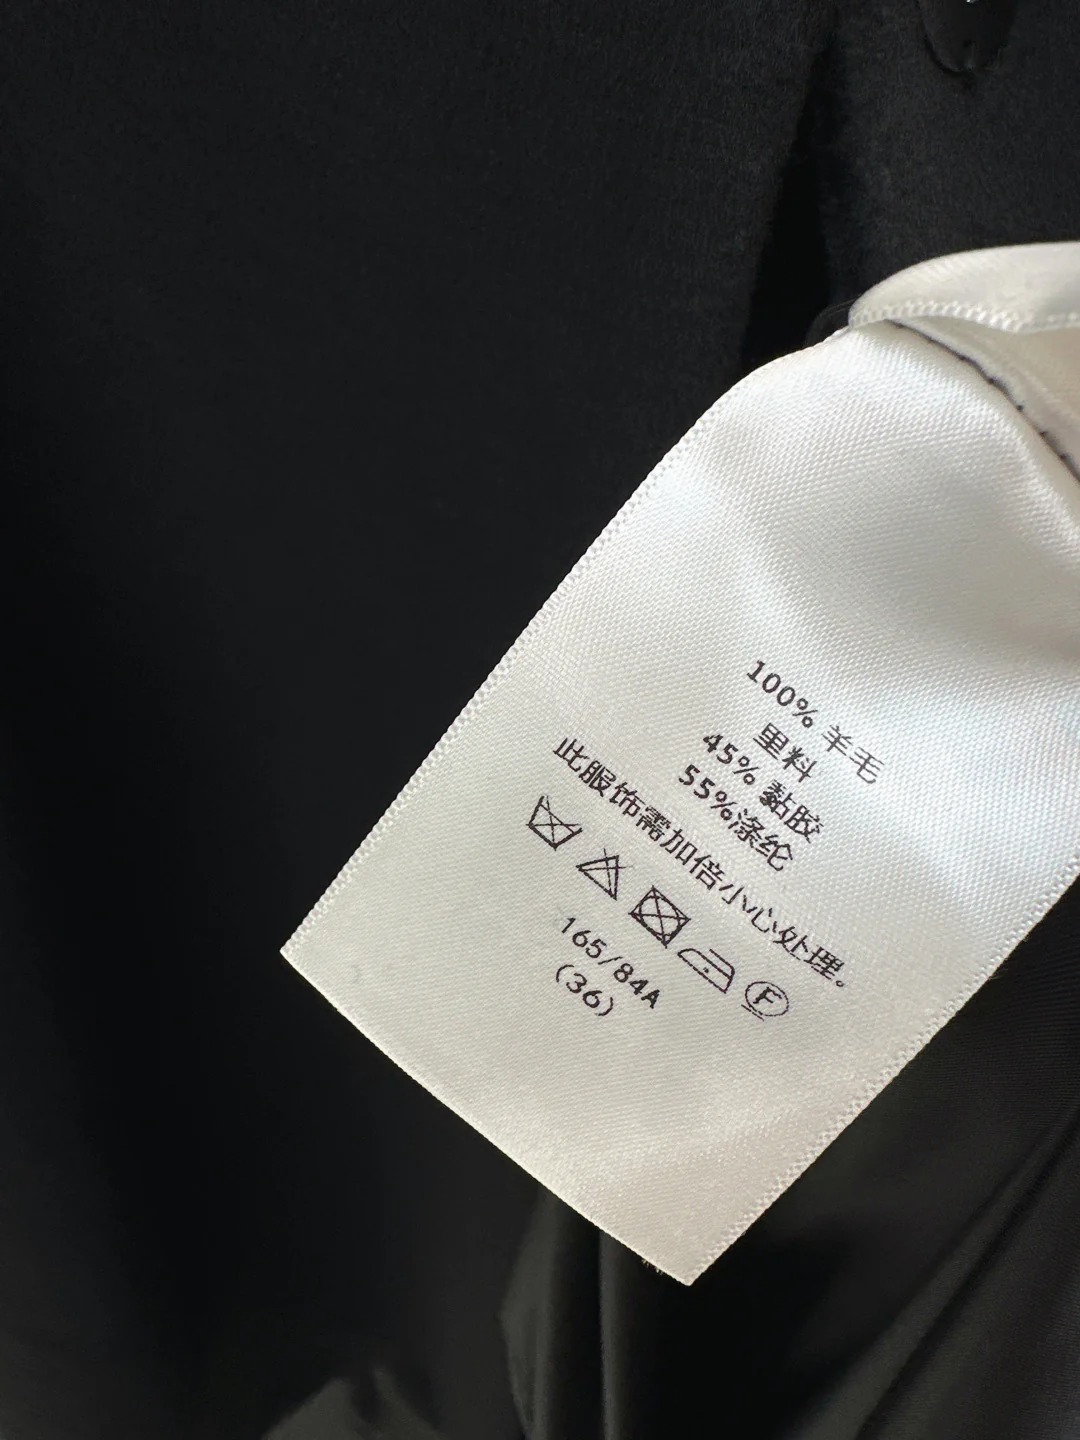 100% 羊毛
里料
45% 黏胶
55%涤纶
此服饰需加倍小心处理。
F
165/84A
(36)